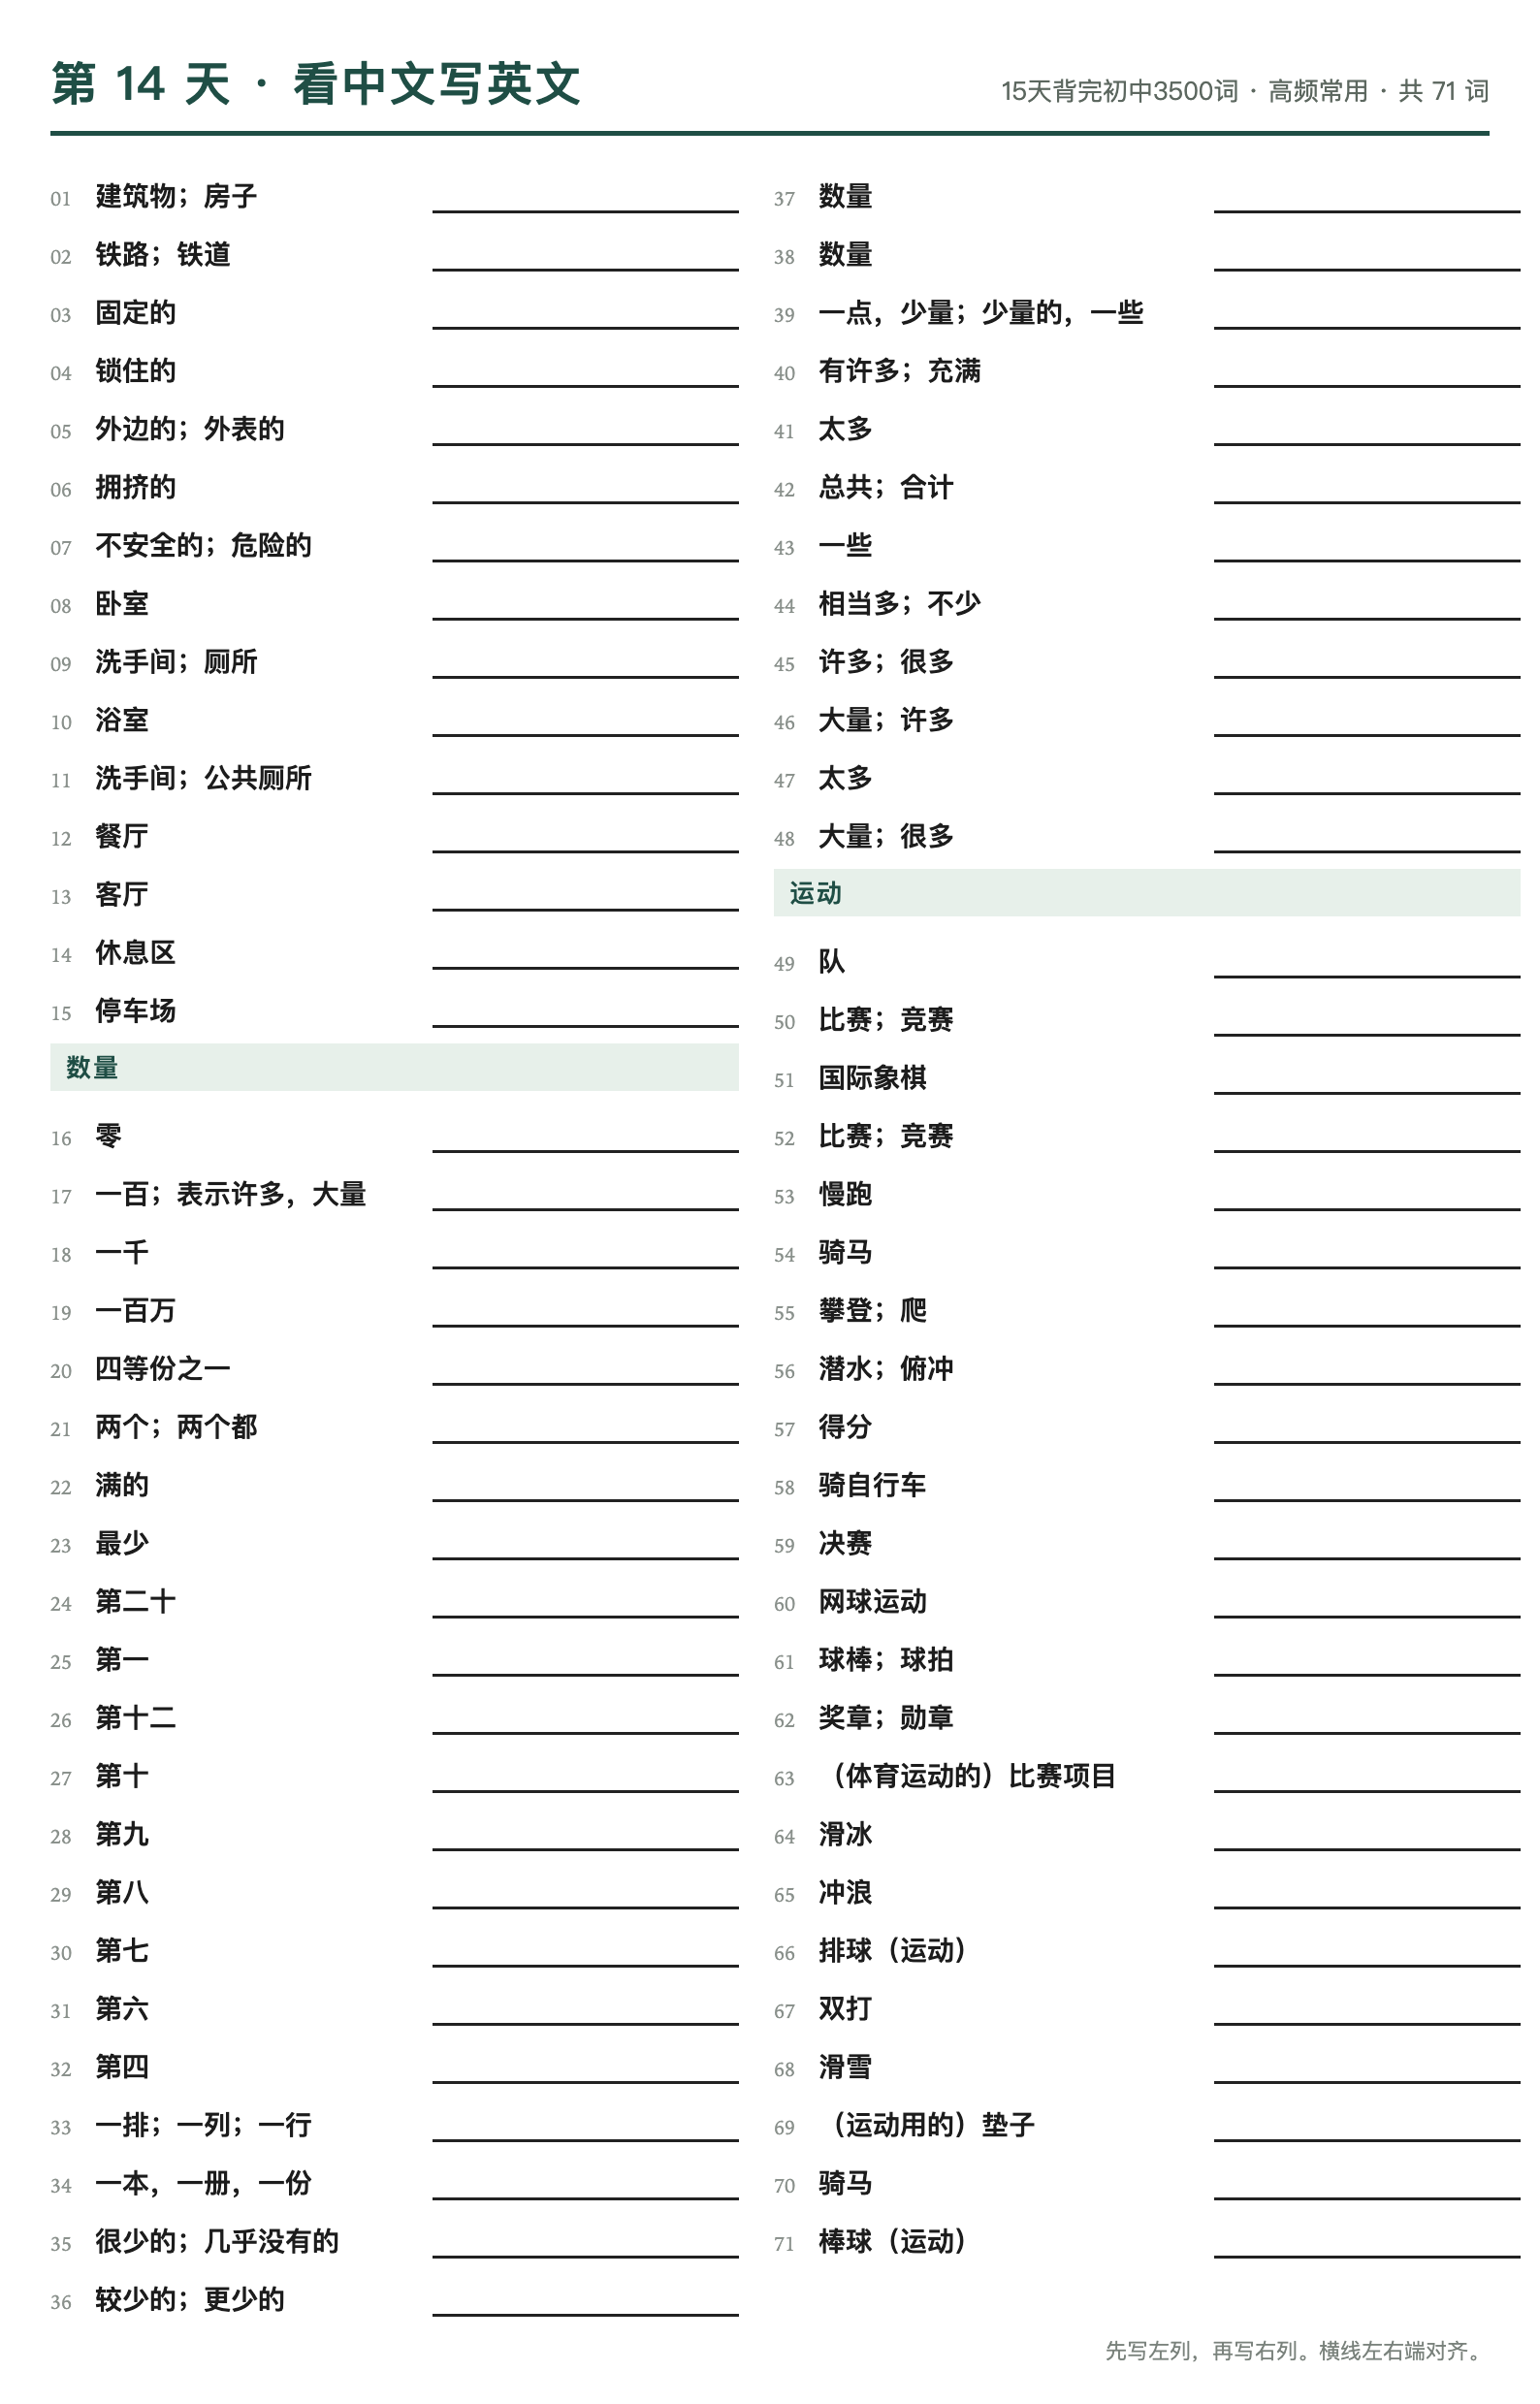 第 14 天 · 看中文写英文
15天背完初中3500词 · 高频常用 · 共 71 词
01 建筑物；房子
02 铁路；铁道
03 固定的
04 锁住的
05 外边的；外表的
06 拥挤的
07 不安全的；危险的
08 卧室
09 洗手间；厕所
10 浴室
11 洗手间；公共厕所
12 餐厅
13 客厅
14 休息区
15 停车场
数量
16 零
17 一百；表示许多，大量
18 一千
19 一百万
20 四等份之一
21 两个；两个都
22 满的
23 最少
24 第二十
25 第一
26 第十二
27 第十
28 第九
29 第八
30 第七
31 第六
32 第四
33 一排；一列；一行
34 一本，一册，一份
35 很少的；几乎没有的
36 较少的；更少的
37 数量
38 数量
39 一点，少量；少量的，一些
40 有许多；充满
41 太多
42 总共；合计
43 一些
44 相当多；不少
45 许多；很多
46 大量；许多
47 太多
48 大量；很多
运动
49 队
50 比赛；竞赛
51 国际象棋
52 比赛；竞赛
53 慢跑
54 骑马
55 攀登；爬
56 潜水；俯冲
57 得分
58 骑自行车
59 决赛
60 网球运动
61 球棒；球拍
62 奖章；勋章
63 （体育运动的）比赛项目
64 滑冰
65 冲浪
66 排球（运动）
67 双打
68 滑雪
69 （运动用的）垫子
70 骑马
71 棒球（运动）
先写左列，再写右列。横线左右端对齐。